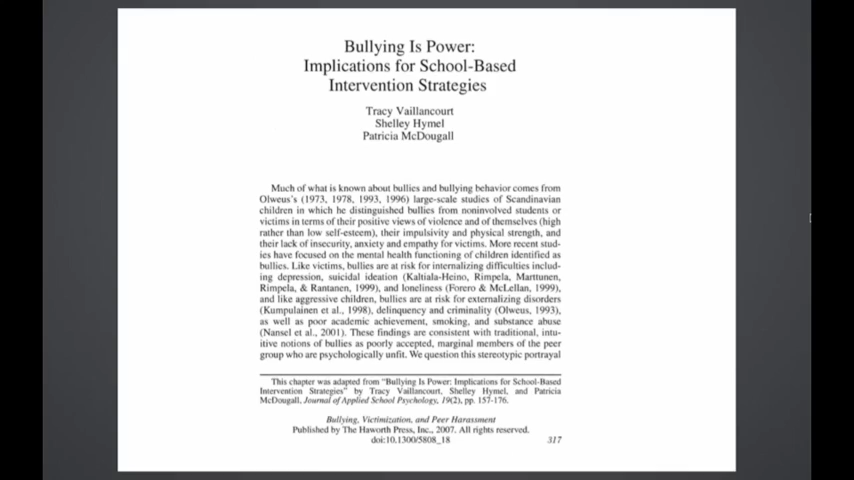 Bullying Is Power:
Implications for School-Based
Intervention Strategies
Tracy Vaillancourt
Shelley Hymel
Patricia McDougall
Much of what is known about bullies and bullying behavior comes from
Olweus's (1973, 1978, 1993, 1996) large-scale studies of Scandinavian
children in which he distinguished bullies from noninvolved students or
victims in terms of their positive views of violence and of themselves (high
rather than low self-esteem), their impulsivity and physical strength, and
their lack of insecurity, anxiety and empathy for victims. More recent stud-
ies have focused on the mental health functioning of children identified as
bullies. Like victims, bullies are at risk for internalizing difficulties includ-
ing depression, suicidal ideation (Kaltiala-Heino, Rimpela, Marttunen,
Rimpela, & Rantanen, 1999), and loneliness (Forero & McLellan, 1999),
and like aggressive children, bullies are at risk for externalizing disorders
(Kumpulainen et al., 1998), delinquency and criminality (Olweus, 1993),
as well as poor academic achievement, smoking, and substance abuse
(Nansel et al., 2001). These findings are consistent with traditional, intu-
itive notions of bullies as poorly accepted, marginal members of the peer
group who are psychologically unfit. We question this stereotypic portrayal
This chapter was adapted from "Bullying Is Power: Implications for School-Based
Intervention Strategies" by Tracy Vaillancourt, Shelley Hymel, and Patricia
McDougall, Journal of Applied School Psychology, 19(2), pp. 157-176.
Bullying, Victimization, and Peer Harassment
Published by The Haworth Press, Inc., 2007. All rights reserved.
doi:10.1300/5808_18 317